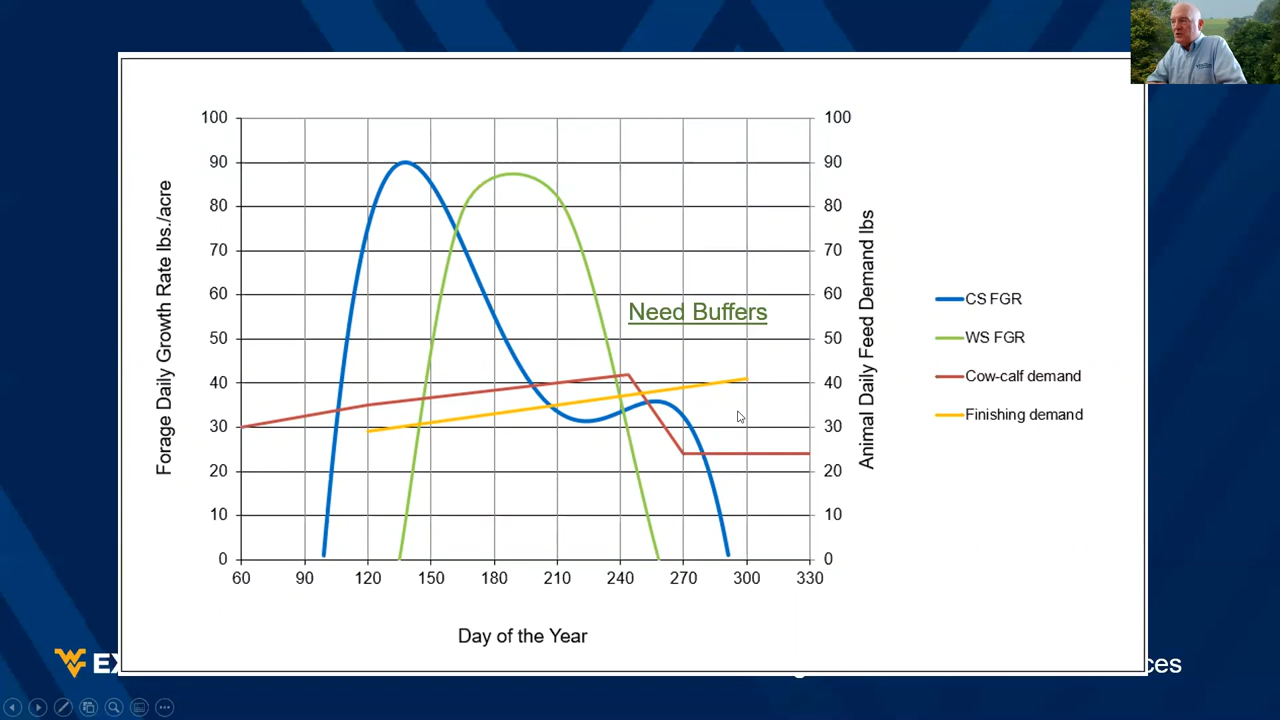 100
90
80
70
60
50
40
30
20
10
0
Forage Daily Growth Rate lbs./acre
Need Buffers
100
90
80
70
60
50
40
30
20
10
0
Animal Daily Feed Demand lbs
CS FGR
WS FGR
Cow-calf demand
Finishing demand
60 90 120 150 180 210 240 270 300 330
Day of the Year